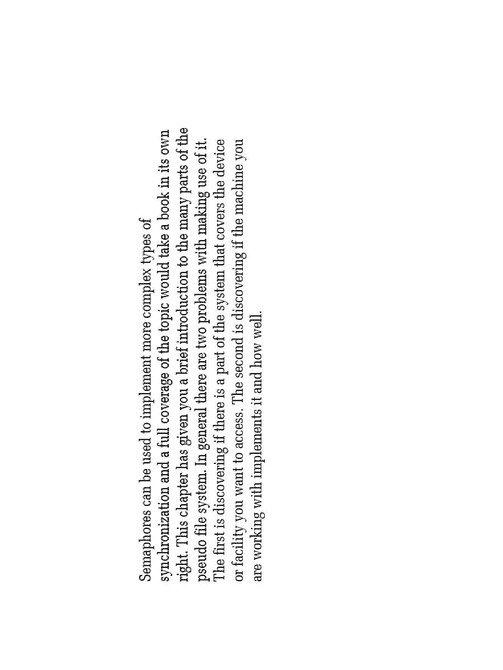 Semaphores can be used to implement more complex types of
synchronization and a full coverage of the topic would take a book in its own
right. This chapter has given you a brief introduction to the many parts of the
pseudo file system. In general there are two problems with making use of it.
The first is discovering if there is a part of the system that covers the device
or facility you want to access. The second is discovering if the machine you
are working with implements it and how well.